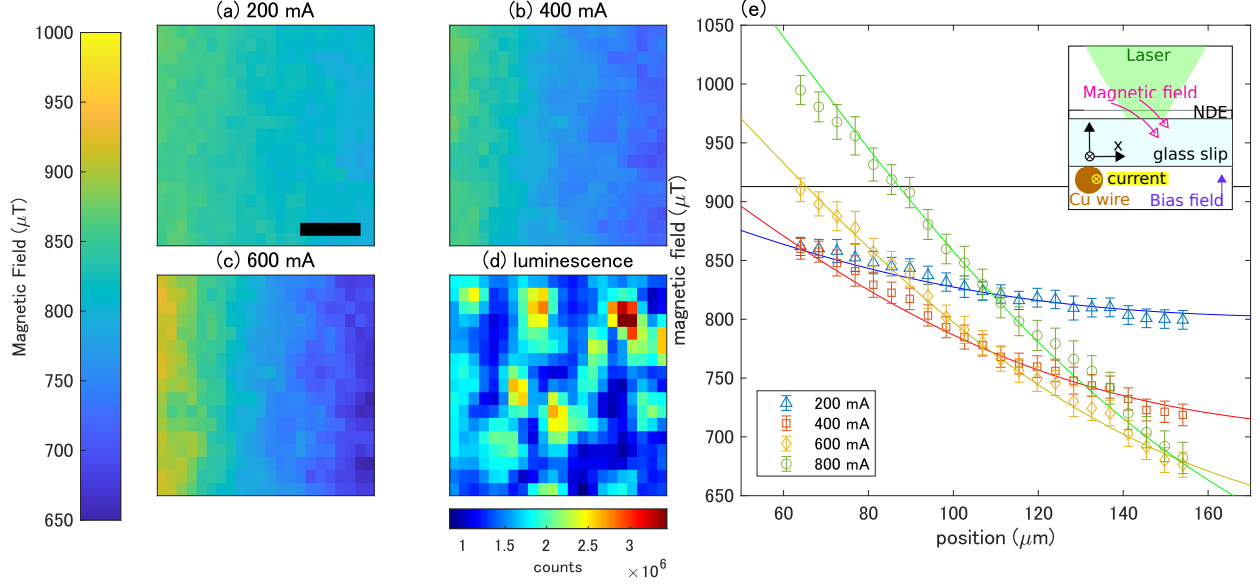 (a) 200 mA
(b) 400 mA
(e)
Magnetic Field (μT)
1000
950
900
850
800
750
700
650
(c) 600 mA
(d) luminescence
1
1.5
2
2.5
3
counts
×10⁶
magnetic field (μT)
1050
1000
950
900
850
800
750
700
650
60
80
100
120
140
160
position (μm)
Laser
Magnetic field
NDE
x
glass slip
current
Cu wire
Bias field
200 mA
400 mA
600 mA
800 mA